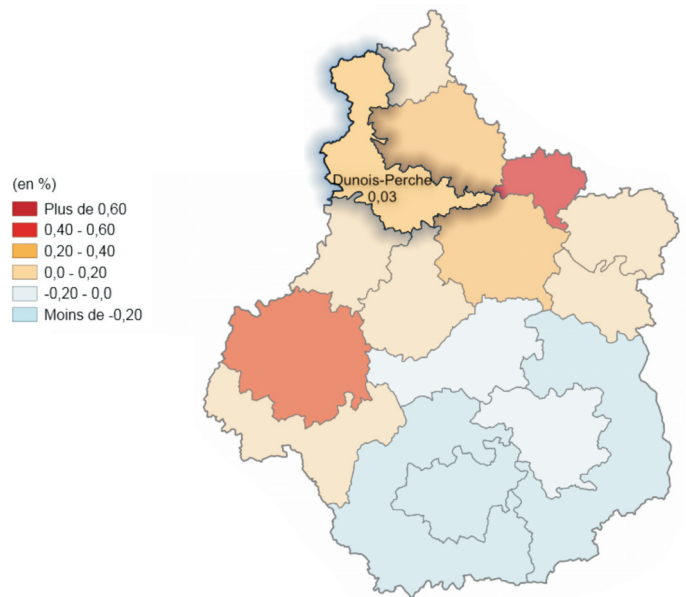 Dunois-Perche
0,03
(en %)
Plus de 0,60
0,40 - 0,60
0,20 - 0,40
0,0 - 0,20
-0,20 - 0,0
Moins de -0,20